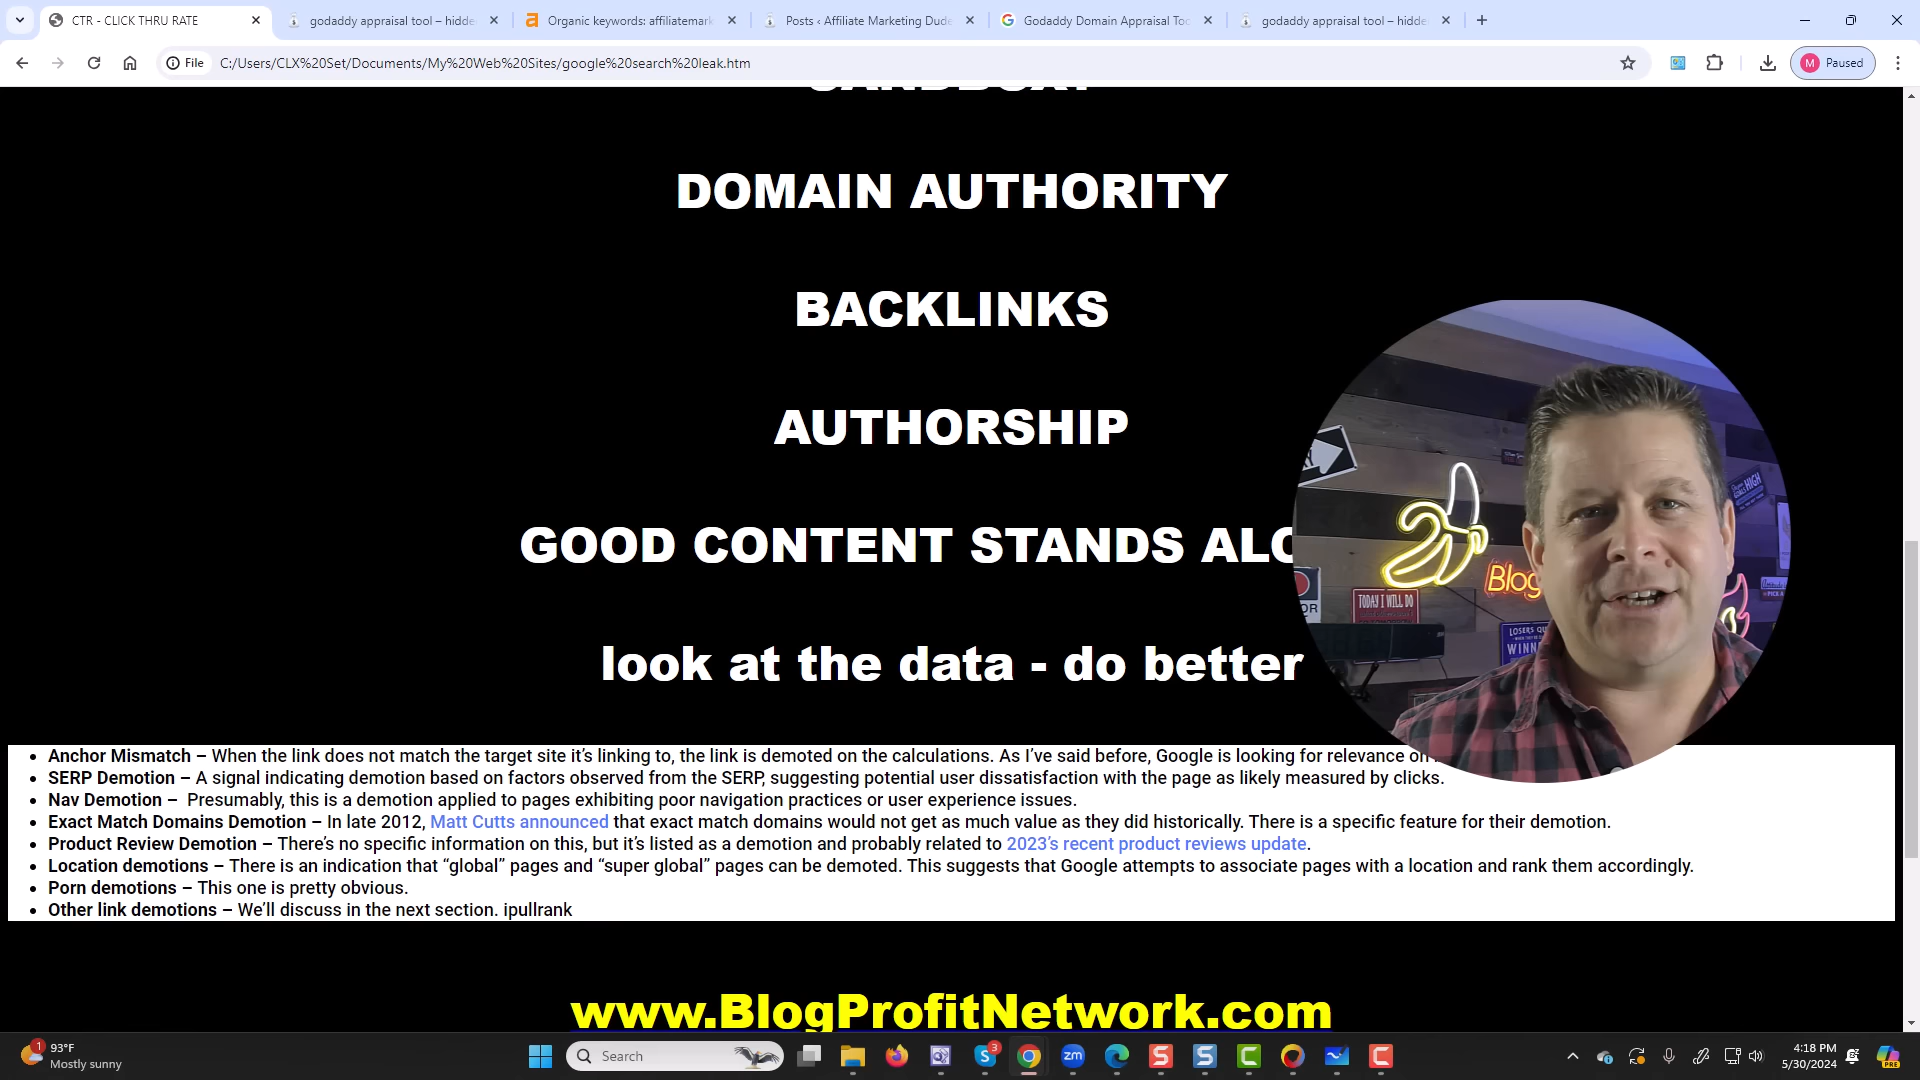 CTR - CLICK THRU RATE
godaddy appraisal tool – hidde
Organic keywords: affiliatemark
Posts ‹ Affiliate Marketing Dude
Godaddy Domain Appraisal Too
godaddy appraisal tool – hidde
File
C:/Users/CLX%20Set/Documents/My%20Web%20Sites/google%20search%20leak.htm
M
Paused
DOMAIN AUTHORITY
BACKLINKS
AUTHORSHIP
GOOD CONTENT STANDS ALO
look at the data - do better
Blog
TODAY I WILL DO
LOSERS QU
WINN
HIGH
OR
• Anchor Mismatch – When the link does not match the target site it’s linking to, the link is demoted on the calculations. As I’ve said before, Google is looking for relevance on
• SERP Demotion – A signal indicating demotion based on factors observed from the SERP, suggesting potential user dissatisfaction with the page as likely measured by clicks.
• Nav Demotion – Presumably, this is a demotion applied to pages exhibiting poor navigation practices or user experience issues.
• Exact Match Domains Demotion – In late 2012, Matt Cutts announced that exact match domains would not get as much value as they did historically. There is a specific feature for their demotion.
• Product Review Demotion – There’s no specific information on this, but it’s listed as a demotion and probably related to 2023’s recent product reviews update.
• Location demotions – There is an indication that “global” pages and “super global” pages can be demoted. This suggests that Google attempts to associate pages with a location and rank them accordingly.
• Porn demotions – This one is pretty obvious.
• Other link demotions – We’ll discuss in the next section. ipullrank
www.BlogProfitNetwork.com
1
93°F
Mostly sunny
Search
3
zm
4:18 PM
5/30/2024
PRE